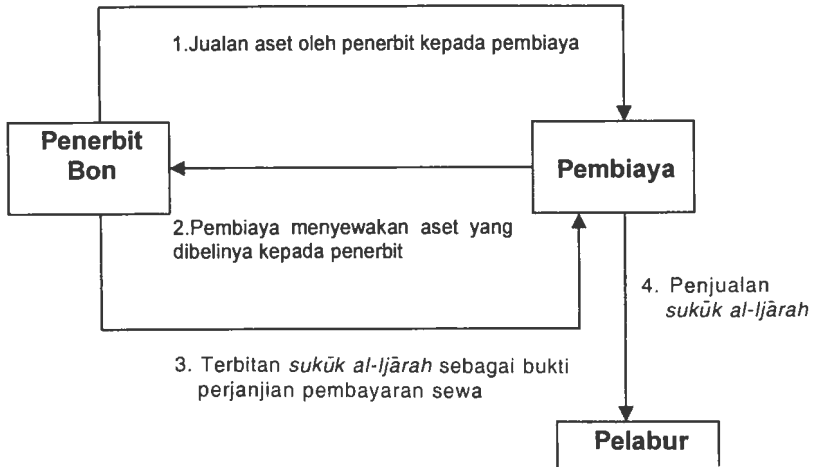 1.Jualan aset oleh penerbit kepada pembiaya
Penerbit
Bon
Pembiaya
2.Pembiaya menyewakan aset yang
dibelinya kepada penerbit
4. Penjualan
sukūk al-Ijārah
3. Terbitan sukūk al-Ijārah sebagai bukti
perjanjian pembayaran sewa
Pelabur